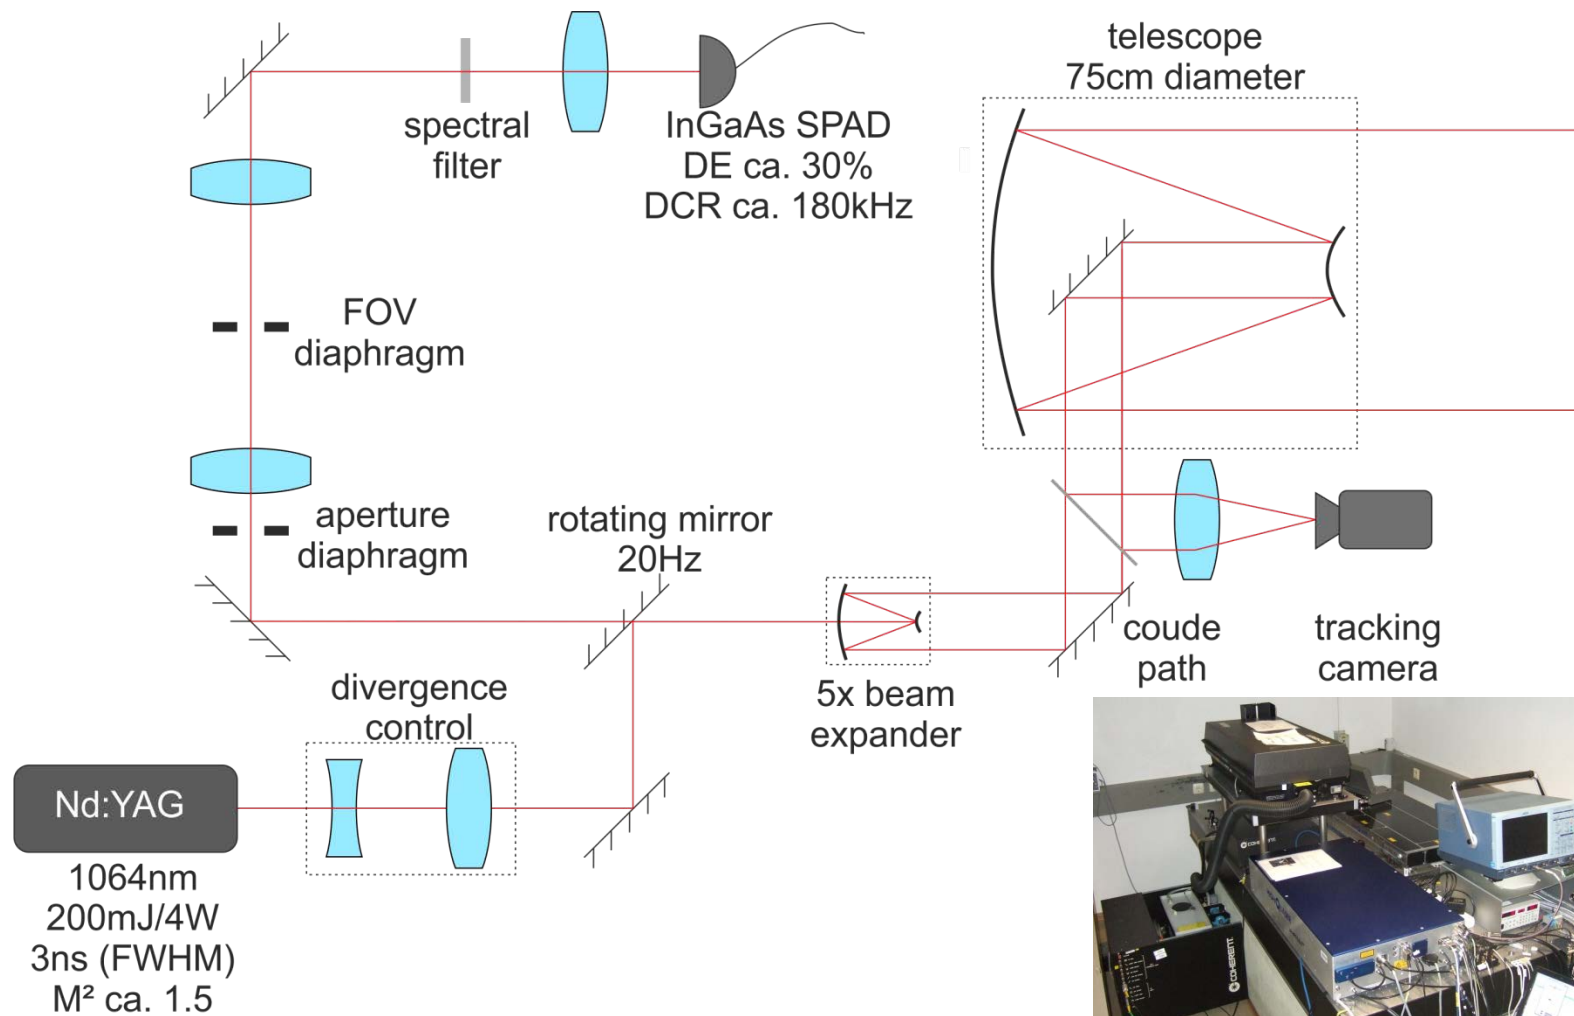 telescope
75cm diameter
spectral
filter
InGaAs SPAD
DE ca. 30%
DCR ca. 180kHz
FOV
diaphragm
aperture
diaphragm
rotating mirror
20Hz
divergence
control
5x beam
expander
coude
path
tracking
camera
Nd:YAG
1064nm
200mJ/4W
3ns (FWHM)
M² ca. 1.5
COHERENT
COHERENT